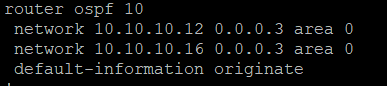 router ospf 10
network 10.10.10.12 0.0.0.3 area 0
network 10.10.10.16 0.0.0.3 area 0
default-information originate